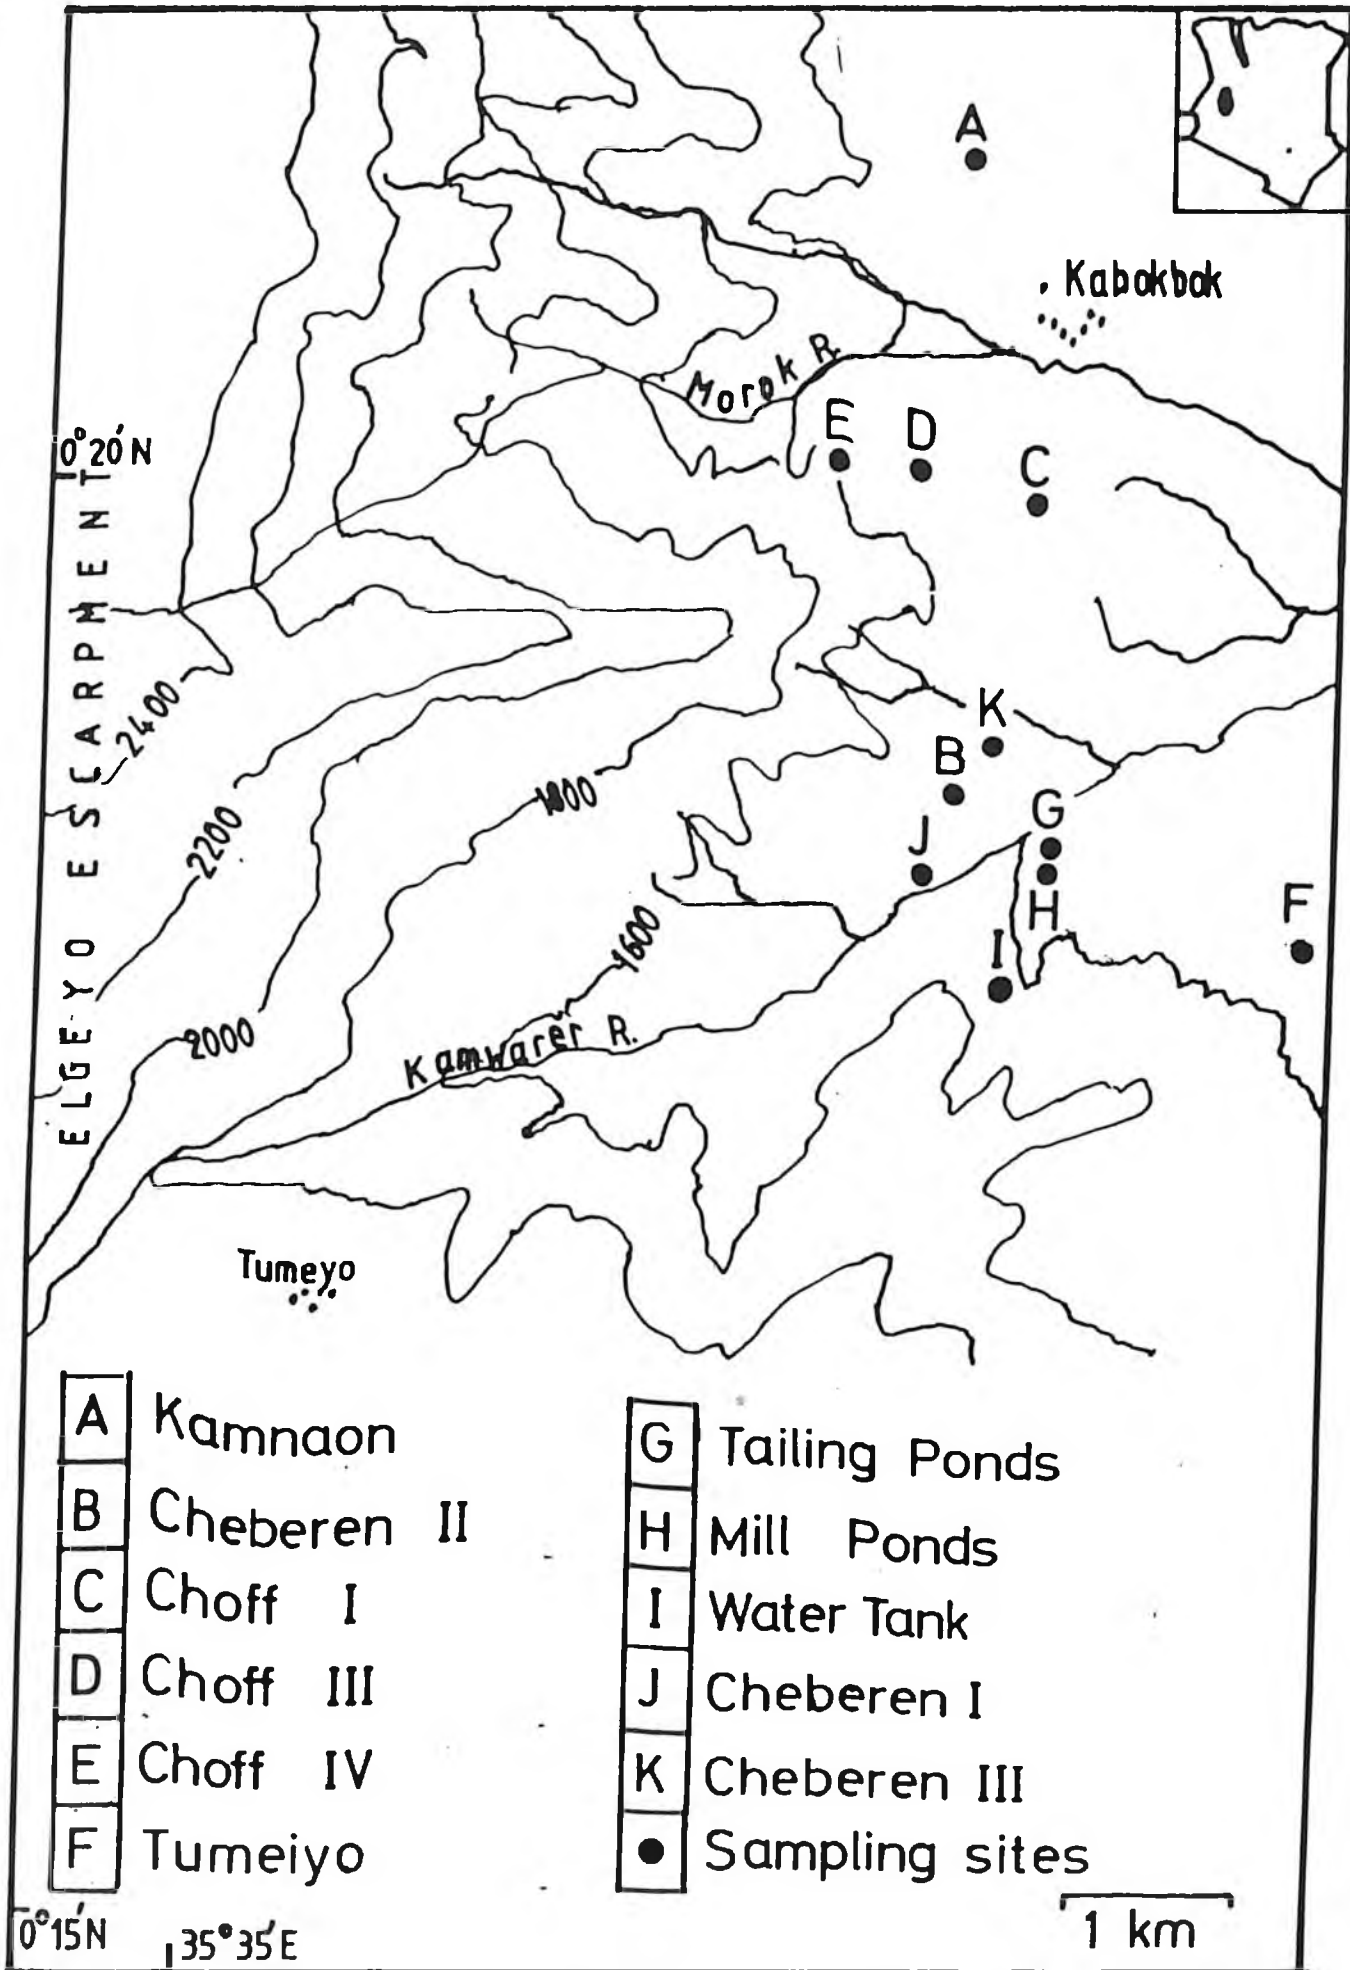 A
Kabokbok
Morok R.
E
D
C
0°20'N
ELGEYO ESCARPMENT
2400
K
B
1800
G
2200
J
H
F
1600
I
2000
Kamwarer R.
Tumeyo
A Kamnaon
B Cheberen II
C Choff I
D Choff III
E Choff IV
F Tumeiyo
G Tailing Ponds
H Mill Ponds
I Water Tank
J Cheberen I
K Cheberen III
● Sampling sites
0°15'N
35°35'E
1 km